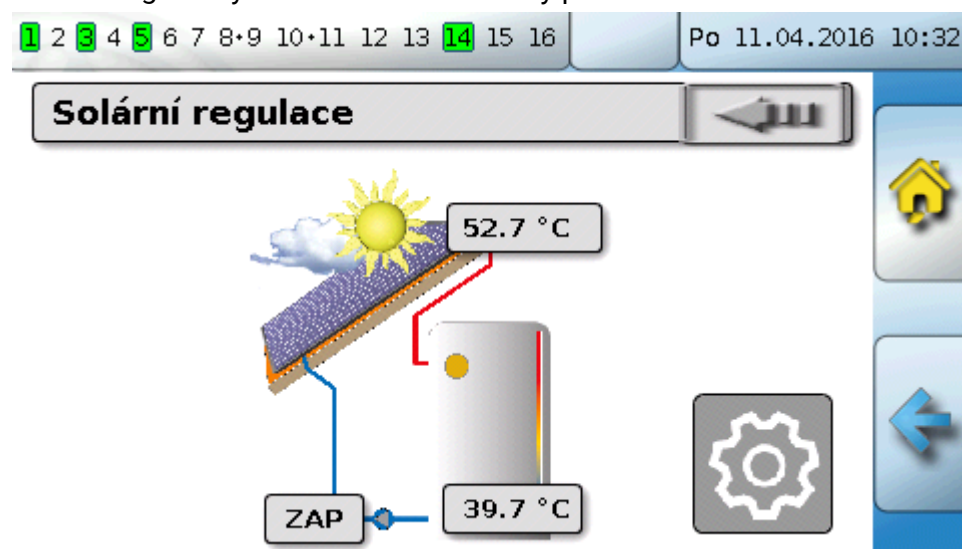 1 2 3 4 5 6 7 8·9 10·11 12 13 14 15 16 Po 11.04.2016 10:32
Solární regulace
52.7 °C
39.7 °C
ZAP